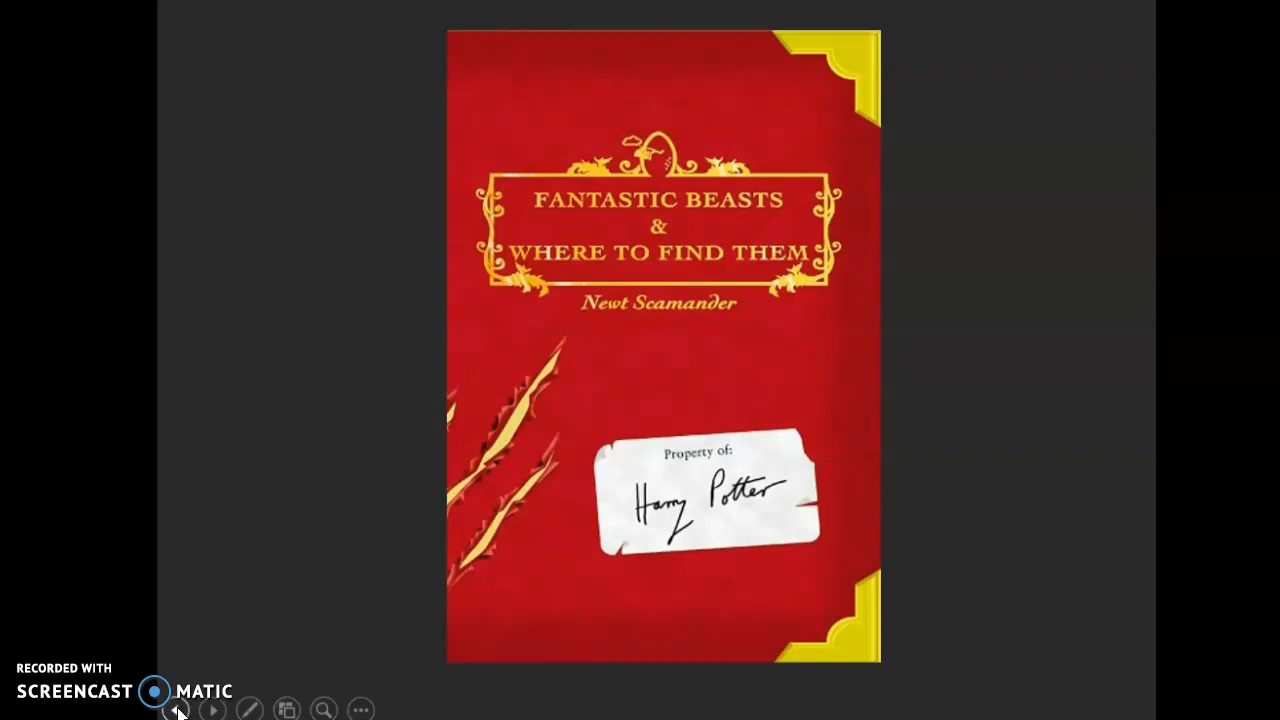 FANTASTIC BEASTS
&
WHERE TO FIND THEM
Newt Scamander
Property of:
Harry Potter
RECORDED WITH
SCREENCAST MATIC